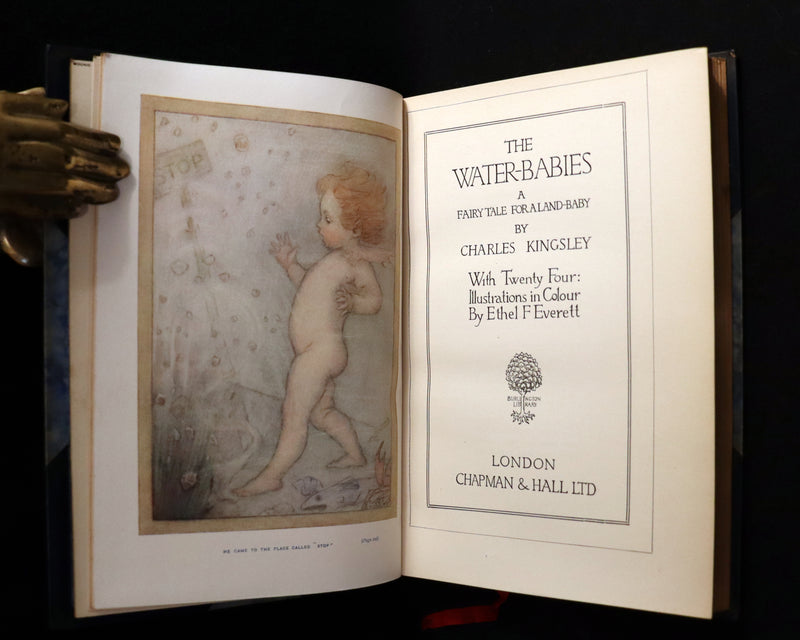 STOP
HE CAME TO THE PLACE CALLED "STOP"
THE
WATER-BABIES
A
FAIRY TALE FOR A LAND-BABY
BY
CHARLES KINGSLEY
With Twenty Four:
Illustrations in Colour
By Ethel F Everett
BURLINGTON
LIBRARY
LONDON
CHAPMAN & HALL LTD